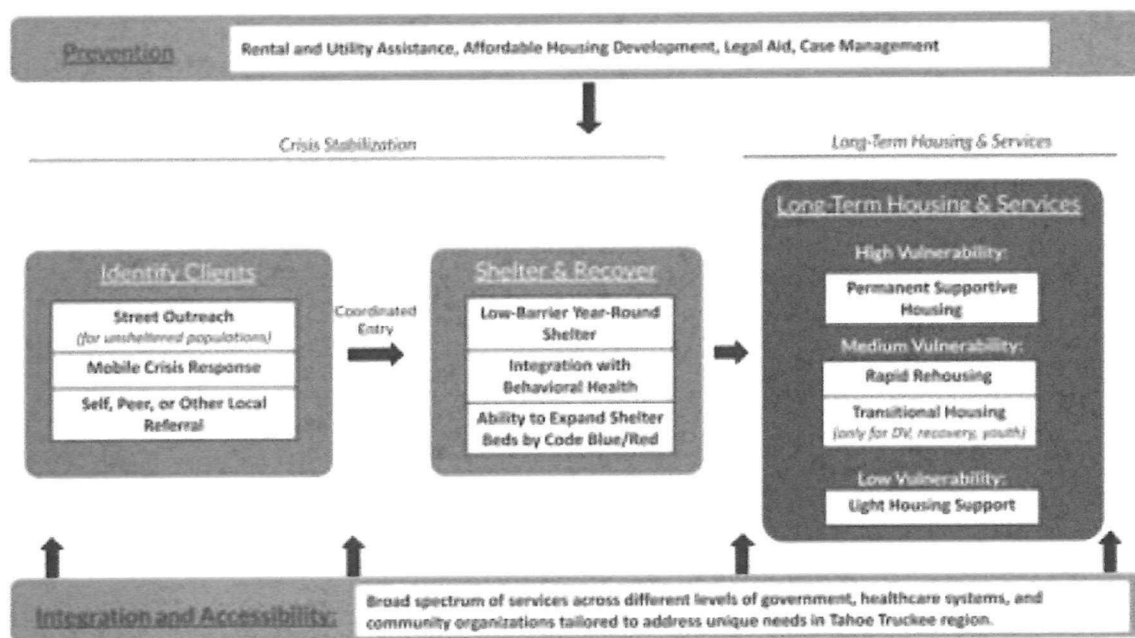 Prevention
Rental and Utility Assistance, Affordable Housing Development, Legal Aid, Case Management
Crisis Stabilization
Long-Term Housing & Services
Identify Clients
Street Outreach
(for unsheltered populations)
Mobile Crisis Response
Self, Peer, or Other Local
Referral
Coordinated
Entry
Shelter & Recover
Low-Barrier Year-Round
Shelter
Integration with
Behavioral Health
Ability to Expand Shelter
Beds by Code Blue/Red
Long-Term Housing & Services
High Vulnerability:
Permanent Supportive
Housing
Medium Vulnerability:
Rapid Rehousing
Transitional Housing
(only for DV, recovery, youth)
Low Vulnerability:
Light Housing Support
Integration and Accessibility:
Broad spectrum of services across different levels of government, healthcare systems, and
community organizations tailored to address unique needs in Tahoe Truckee region.